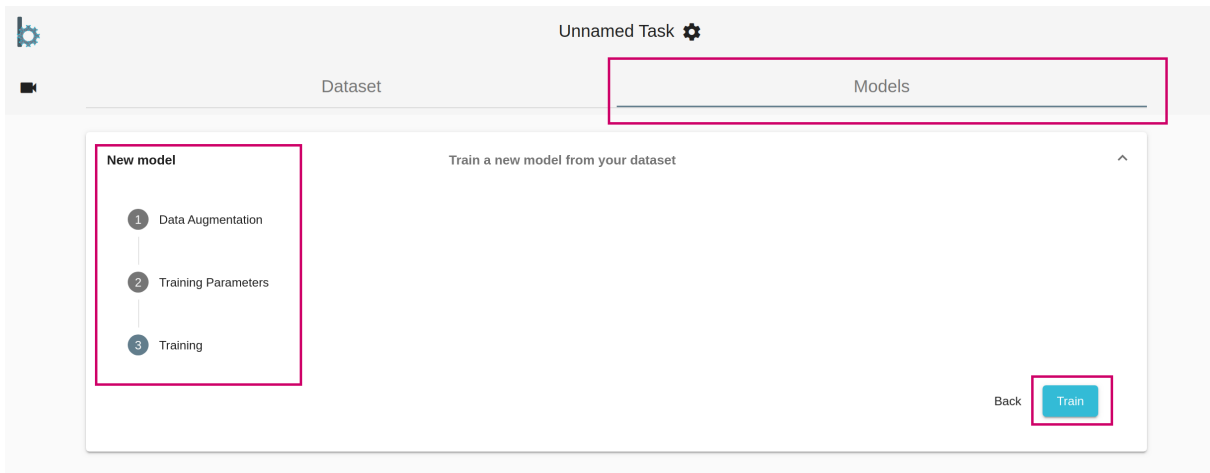 Unnamed Task
Dataset
Models
New model
Train a new model from your dataset
1 Data Augmentation
2 Training Parameters
3 Training
Back
Train